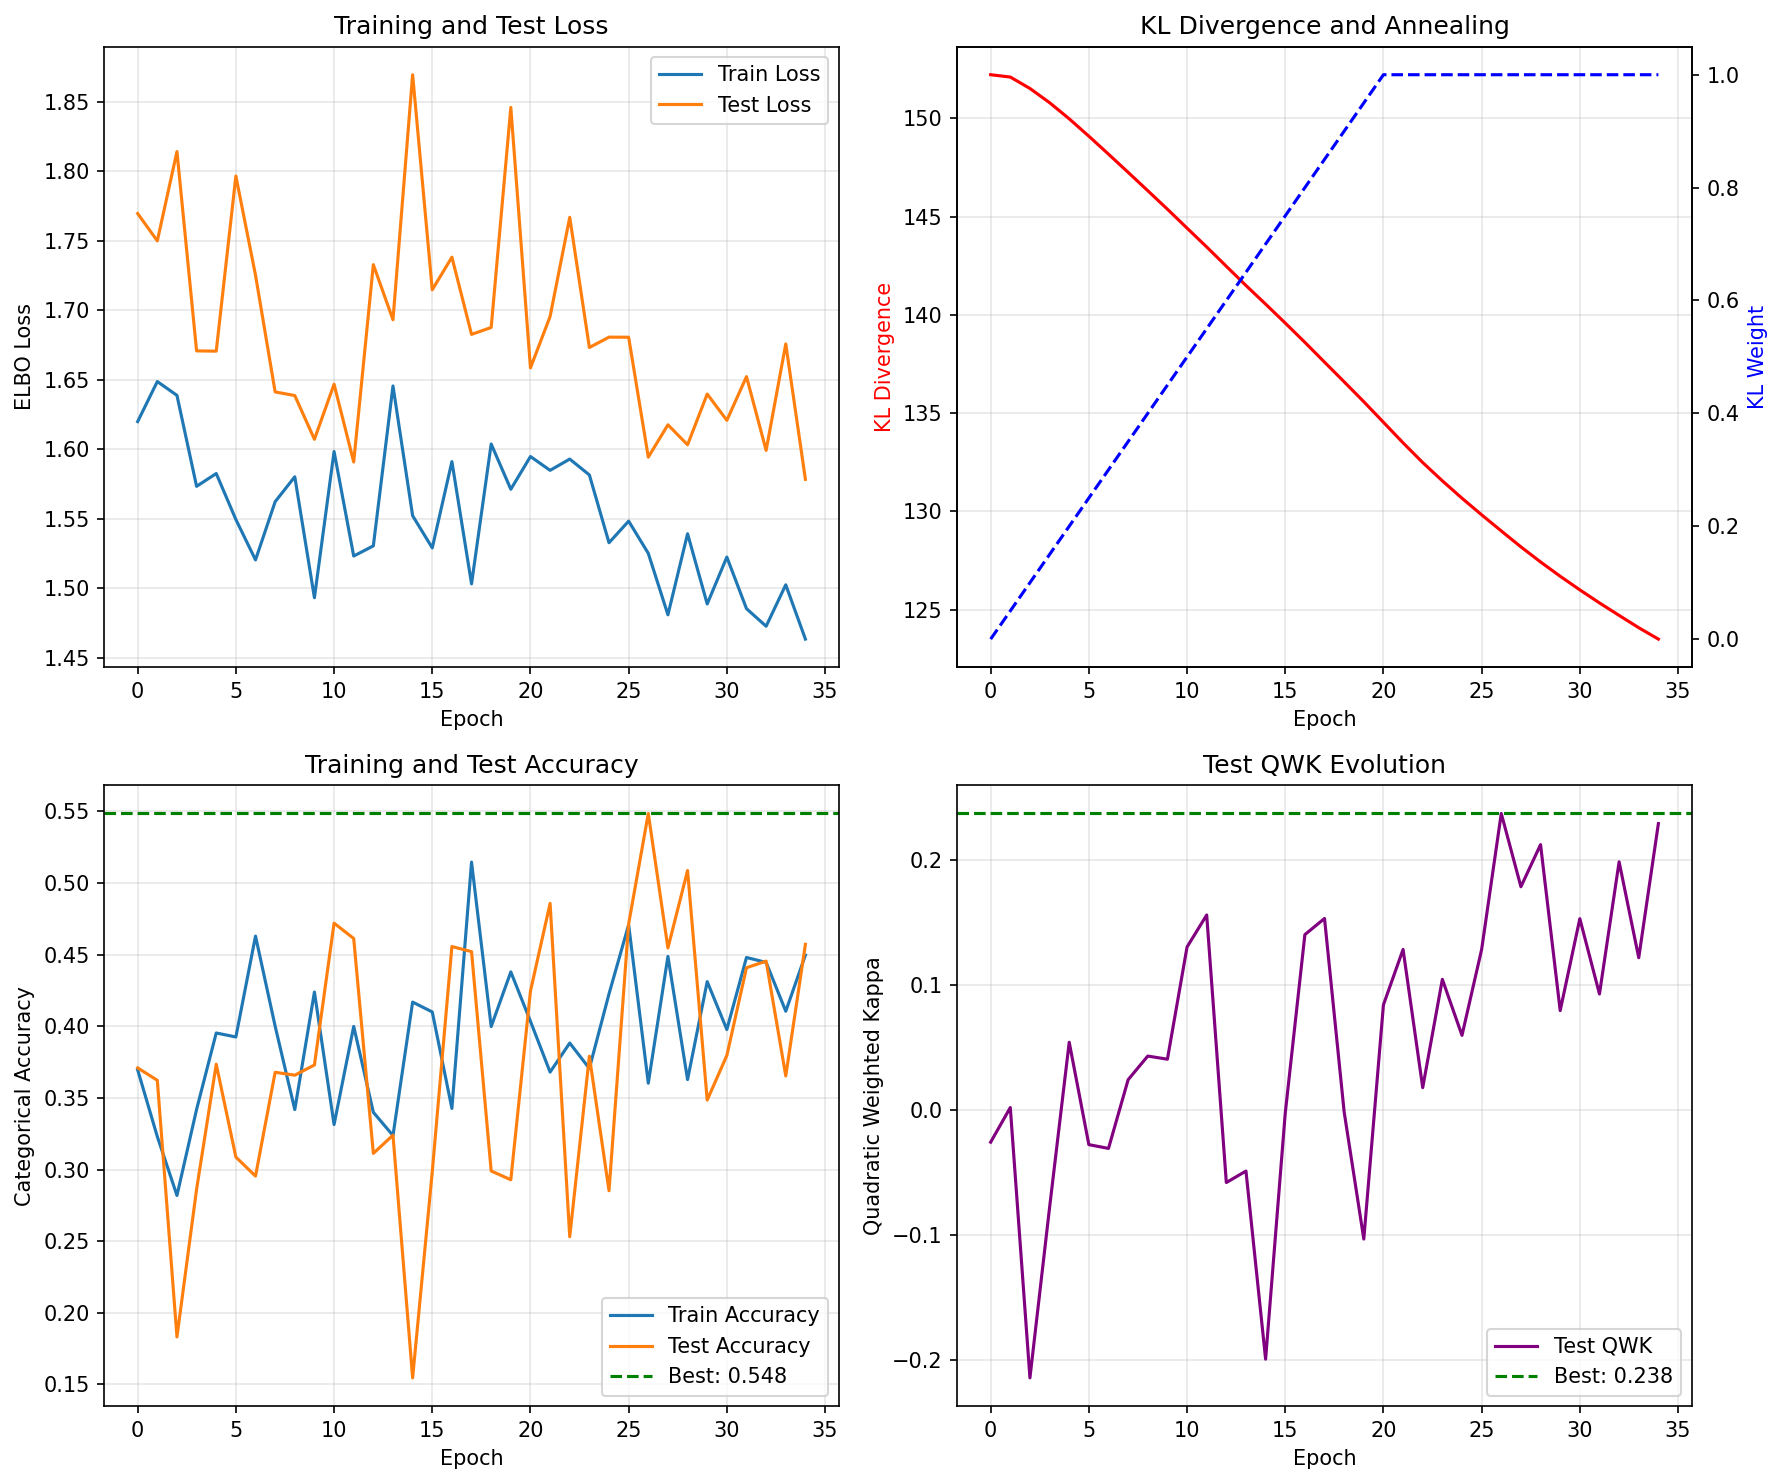 Training and Test Loss
ELBO Loss
1.85
1.80
1.75
1.70
1.65
1.60
1.55
1.50
1.45
Train Loss
Test Loss
0 5 10 15 20 25 30 35
Epoch
KL Divergence and Annealing
KL Divergence
150
145
140
135
130
125
1.0
0.8
0.6
0.4
0.2
0.0
KL Weight
0 5 10 15 20 25 30 35
Epoch
Training and Test Accuracy
Categorical Accuracy
0.55
0.50
0.45
0.40
0.35
0.30
0.25
0.20
0.15
Train Accuracy
Test Accuracy
Best: 0.548
0 5 10 15 20 25 30 35
Epoch
Test QWK Evolution
Quadratic Weighted Kappa
0.2
0.1
0.0
−0.1
−0.2
Test QWK
Best: 0.238
0 5 10 15 20 25 30 35
Epoch